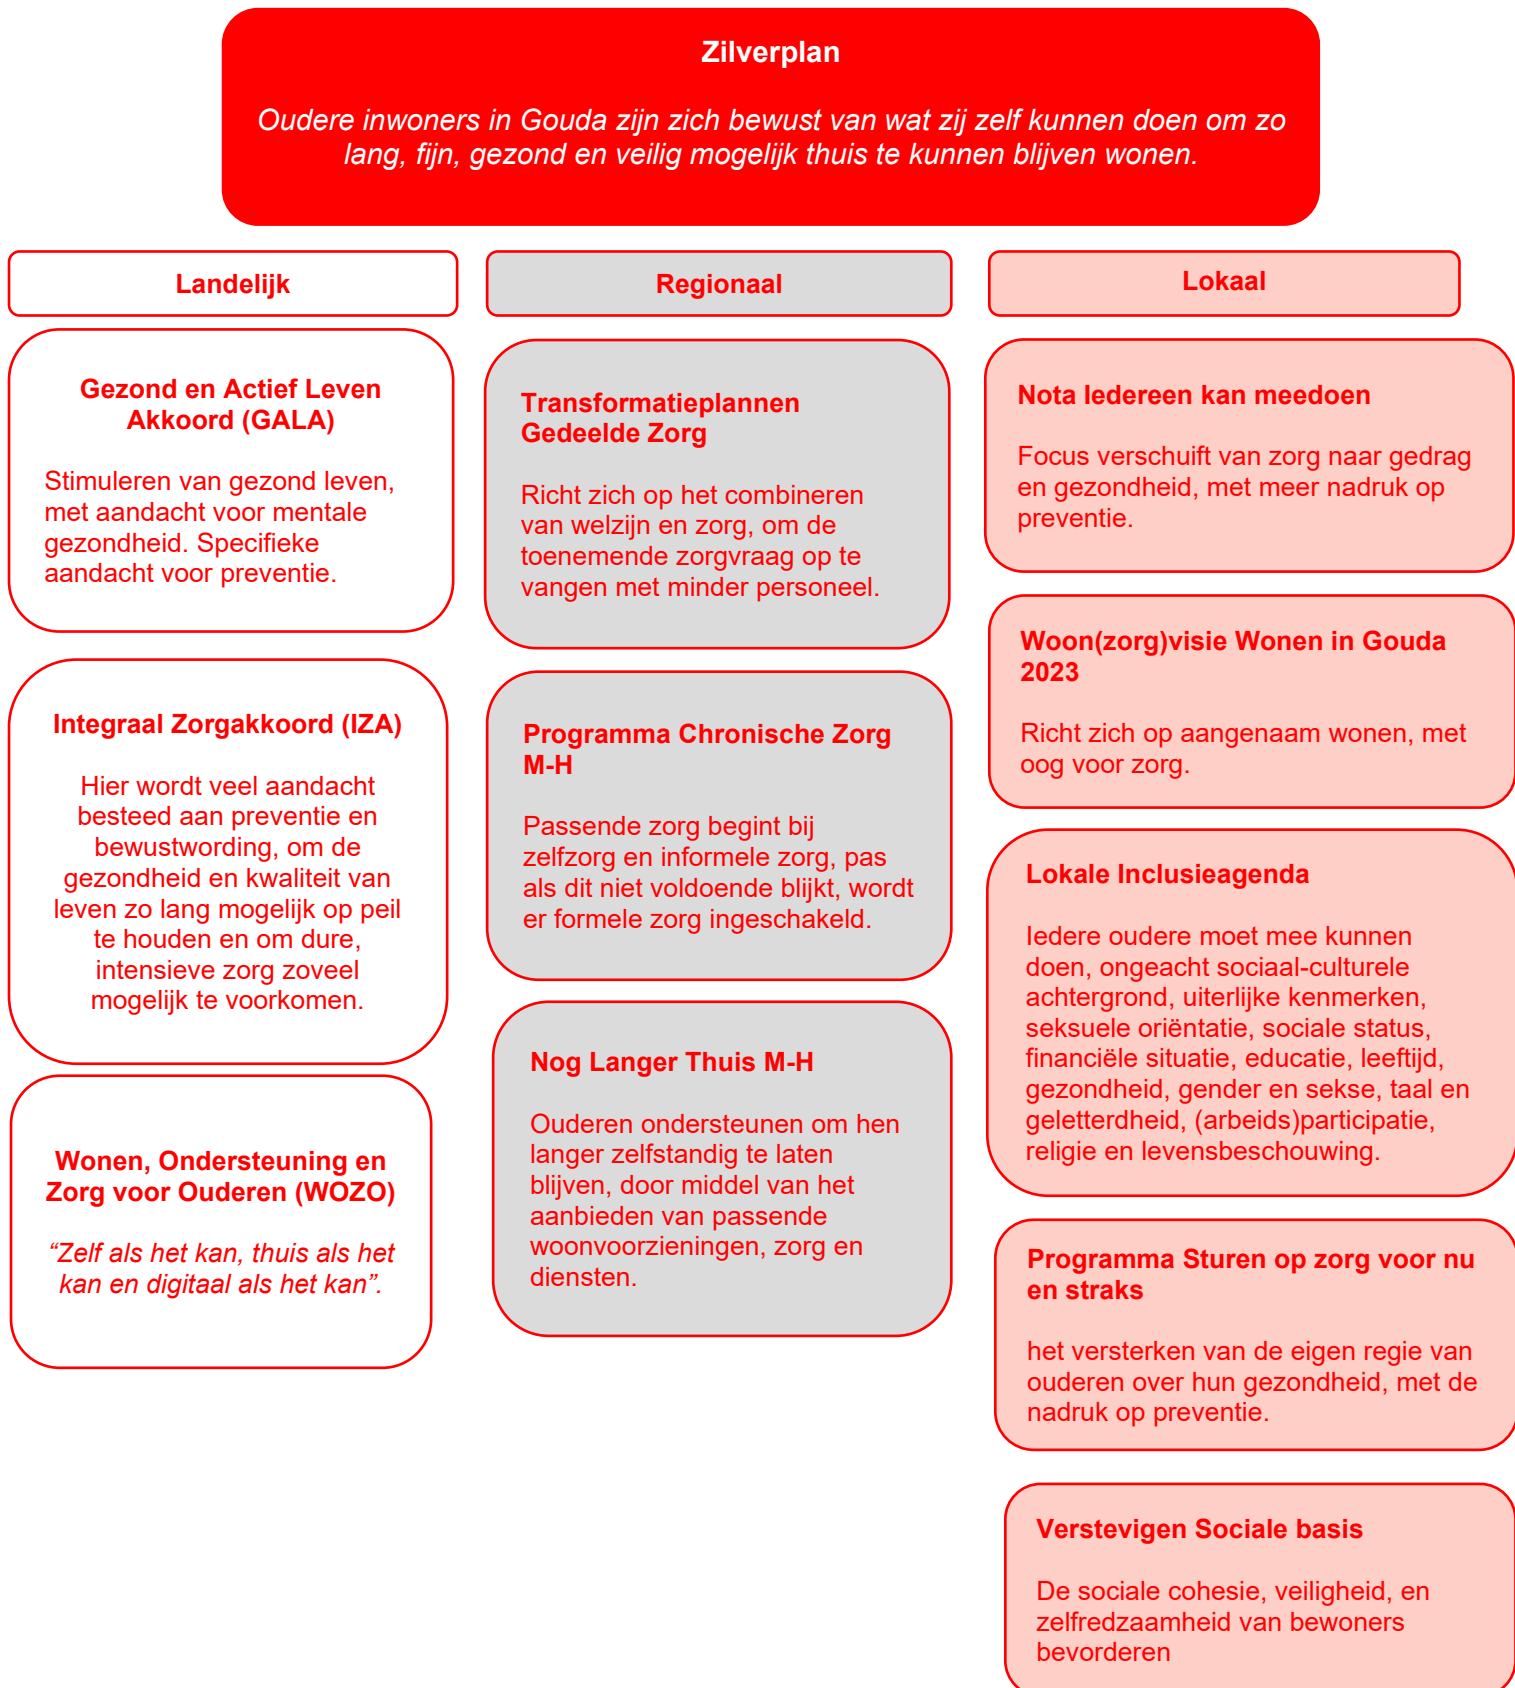 Zilverplan
Oudere inwoners in Gouda zijn zich bewust van wat zij zelf kunnen doen om zo
lang, fijn, gezond en veilig mogelijk thuis te kunnen blijven wonen.
Landelijk
Gezond en Actief Leven
Akkoord (GALA)
Stimuleren van gezond leven,
met aandacht voor mentale
gezondheid. Specifieke
aandacht voor preventie.
Integraal Zorgakkoord (IZA)
Hier wordt veel aandacht
besteed aan preventie en
bewustwording, om de
gezondheid en kwaliteit van
leven zo lang mogelijk op peil
te houden en om dure,
intensieve zorg zoveel
mogelijk te voorkomen.
Wonen, Ondersteuning en
Zorg voor Ouderen (WOZO)
“Zelf als het kan, thuis als het
kan en digitaal als het kan”.
Regionaal
Transformatieplannen
Gedeelde Zorg
Richt zich op het combineren
van welzijn en zorg, om de
toenemende zorgvraag op te
vangen met minder personeel.
Programma Chronische Zorg
M-H
Passende zorg begint bij
zelfzorg en informele zorg, pas
als dit niet voldoende blijkt, wordt
er formele zorg ingeschakeld.
Nog Langer Thuis M-H
Ouderen ondersteunen om hen
langer zelfstandig te laten
blijven, door middel van het
aanbieden van passende
woonvoorzieningen, zorg en
diensten.
Lokaal
Nota Iedereen kan meedoen
Focus verschuift van zorg naar gedrag
en gezondheid, met meer nadruk op
preventie.
Woon(zorg)visie Wonen in Gouda
2023
Richt zich op aangenaam wonen, met
oog voor zorg.
Lokale Inclusieagenda
Iedere oudere moet mee kunnen
doen, ongeacht sociaal-culturele
achtergrond, uiterlijke kenmerken,
seksuele oriëntatie, sociale status,
financiële situatie, educatie, leeftijd,
gezondheid, gender en sekse, taal en
geletterdheid, (arbeids)participatie,
religie en levensbeschouwing.
Programma Sturen op zorg voor nu
en straks
het versterken van de eigen regie van
ouderen over hun gezondheid, met de
nadruk op preventie.
Verstevigen Sociale basis
De sociale cohesie, veiligheid, en
zelfredzaamheid van bewoners
bevorderen